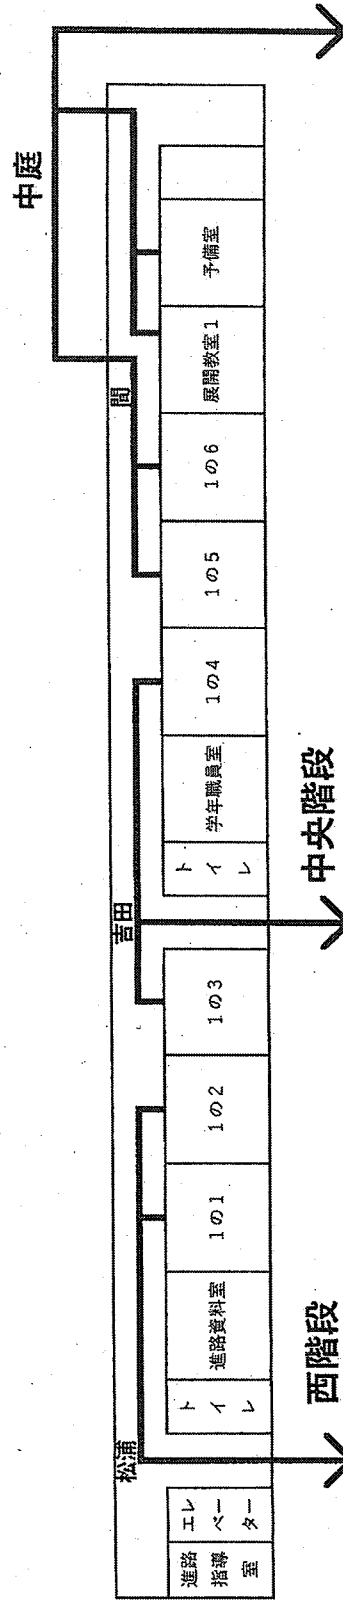 中庭
間
吉田
松浦
進路
指導
室
エレ
ベー
ター
トイレ
進路資料室
1の1
1の2
1の3
トイレ
学年職員室
1の4
1の5
1の6
展開教室1
予備室
西階段
中央階段